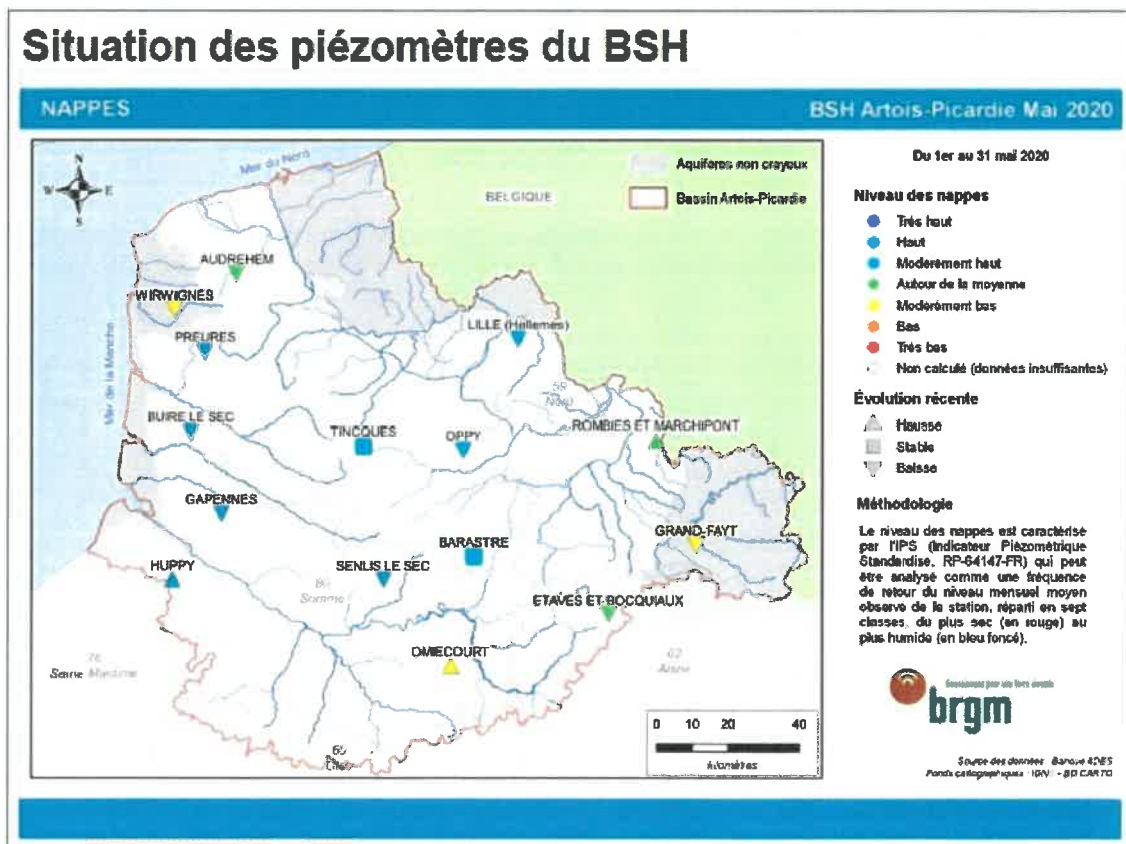 Situation des piézomètres du BSH
NAPPES
BSH Artois-Picardie Mai 2020
N
W
E
S
Mer du Nord
Mer de la Manche
BELGIQUE
Aquifères non crayeux
Bassin Artois-Picardie
AUDREHEM
WIRWIGNES
PREURES
LILLE (Hellemes)
59
Nord
BUIRE LE SEC
TINCQUES
OPPY
ROMBIES ET MARCHIPONT
GAPENNES
GRAND-FAYT
BARASTRE
HUPPY
SENLIS LE SEC
80
Somme
ETAVES ET BOCQUIAUX
OMIECOURT
76
Seine Maritime
02
Aisne
60
Oise
0 10 20 40
kilomètres
Du 1er au 31 mai 2020
Niveau des nappes
Très haut
Haut
Modérément haut
Autour de la moyenne
Modérément bas
Bas
Très bas
Non calculé (données insuffisantes)
Évolution récente
Hausse
Stable
Baisse
Méthodologie
Le niveau des nappes est caractérisé
par l'IPS (Indicateur Piézométrique
Standardisé, RP-64147-FR) qui peut
être analysé comme une fréquence
de retour du niveau mensuel moyen
observé de la station, réparti en sept
classes, du plus sec (en rouge) au
plus humide (en bleu foncé).
brgm
Source des données : Banque ADES
Fonds cartographiques : IGN - BD CARTO